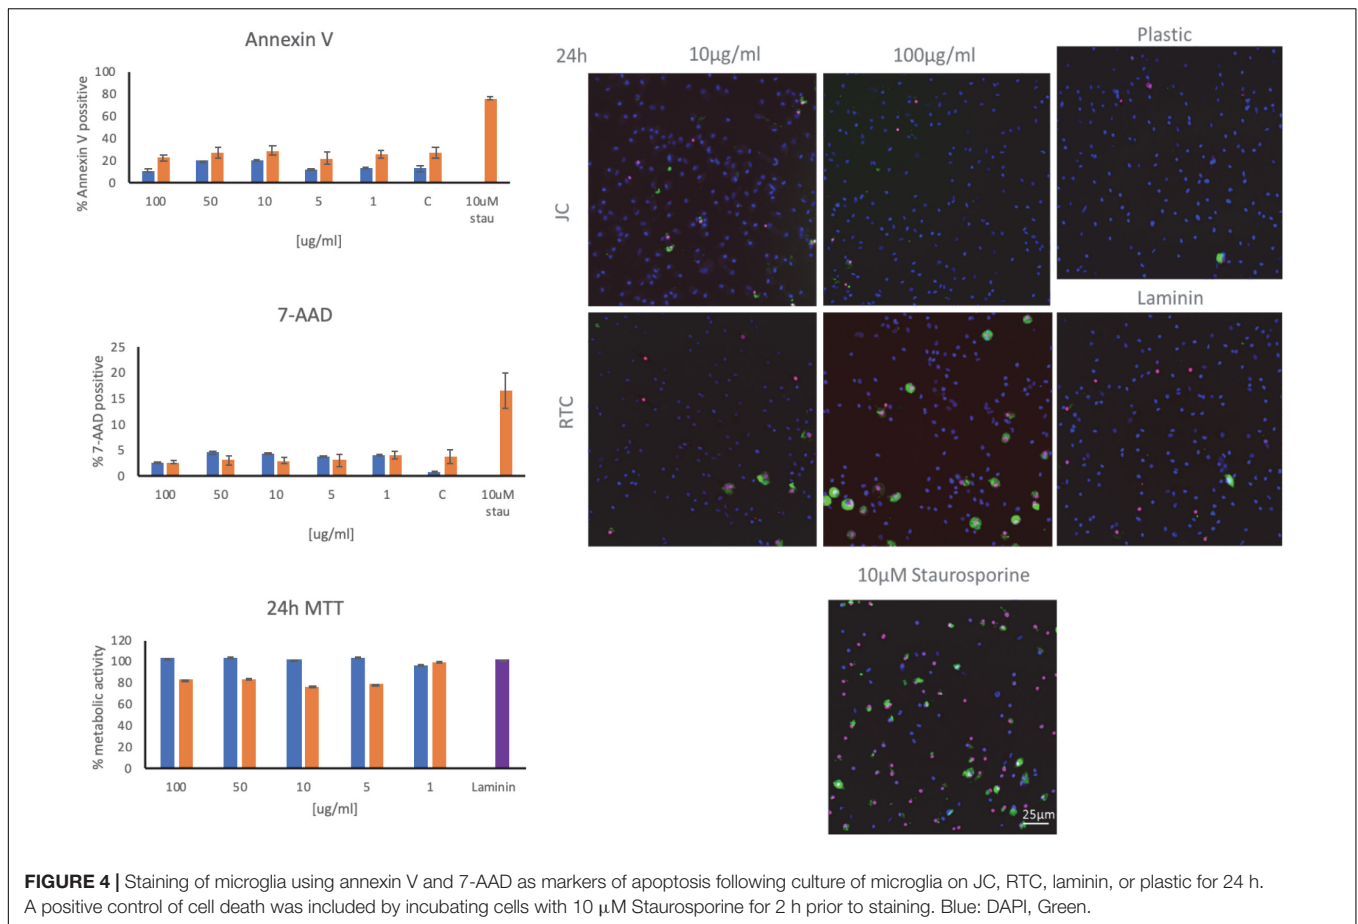 Annexin V
% Annexin V positive
100
80
60
40
20
0
100 50 10 5 1 C 10uM
stau
[ug/ml]
7-AAD
% 7-AAD possitive
25
20
15
10
5
0
100 50 10 5 1 C 10uM
stau
[ug/ml]
24h MTT
% metabolic activity
120
100
80
60
40
20
0
100 50 10 5 1 Laminin
[ug/ml]
24h 10µg/ml 100µg/ml Plastic
JC
Laminin
RTC
10µM Staurosporine
25µm
FIGURE 4 | Staining of microglia using annexin V and 7-AAD as markers of apoptosis following culture of microglia on JC, RTC, laminin, or plastic for 24 h.
A positive control of cell death was included by incubating cells with 10 µM Staurosporine for 2 h prior to staining. Blue: DAPI, Green.